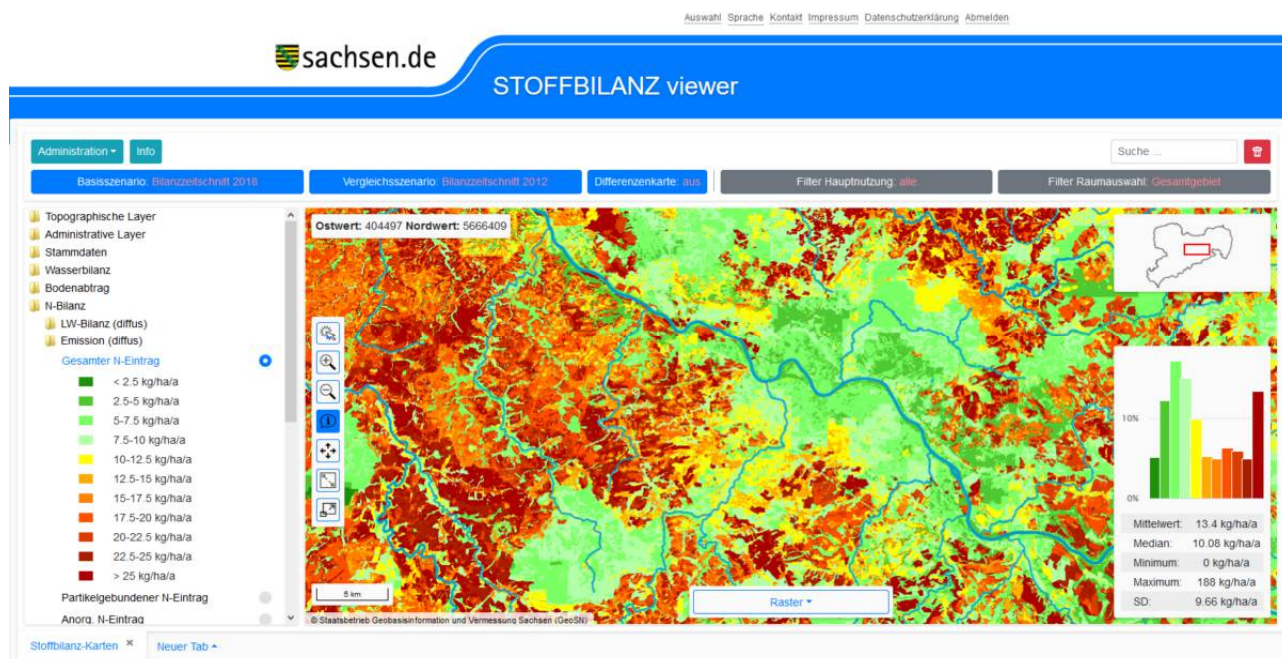 Auswahl Sprache Kontakt Impressum Datenschutzerklärung Abmelden
sachsen.de
STOFFBILANZ viewer
Administration
Info
Suche ...
Basisszenario: Bilanzzeitschnitt 2018
Vergleichsszenario: Bilanzzeitschnitt 2012
Differenzenkarte: aus
Filter Hauptnutzung: alle
Filter Raumauswahl: Gesamtgebiet
Topographische Layer
Administrative Layer
Stammdaten
Wasserbilanz
Bodenabtrag
N-Bilanz
LW-Bilanz (diffus)
Emission (diffus)
Gesamter N-Eintrag
< 2.5 kg/ha/a
2.5-5 kg/ha/a
5-7.5 kg/ha/a
7.5-10 kg/ha/a
10-12.5 kg/ha/a
12.5-15 kg/ha/a
15-17.5 kg/ha/a
17.5-20 kg/ha/a
20-22.5 kg/ha/a
22.5-25 kg/ha/a
> 25 kg/ha/a
Partikelgebundener N-Eintrag
Anorg. N-Eintrag
Ostwert: 404497 Nordwert: 5666409
5 km
© Staatsbetrieb Geobasisinformation und Vermessung Sachsen (GeoSN)
Raster
10%
0%
Mittelwert: 13.4 kg/ha/a
Median: 10.08 kg/ha/a
Minimum: 0 kg/ha/a
Maximum: 188 kg/ha/a
SD: 9.66 kg/ha/a
Stoffbilanz-Karten
Neuer Tab